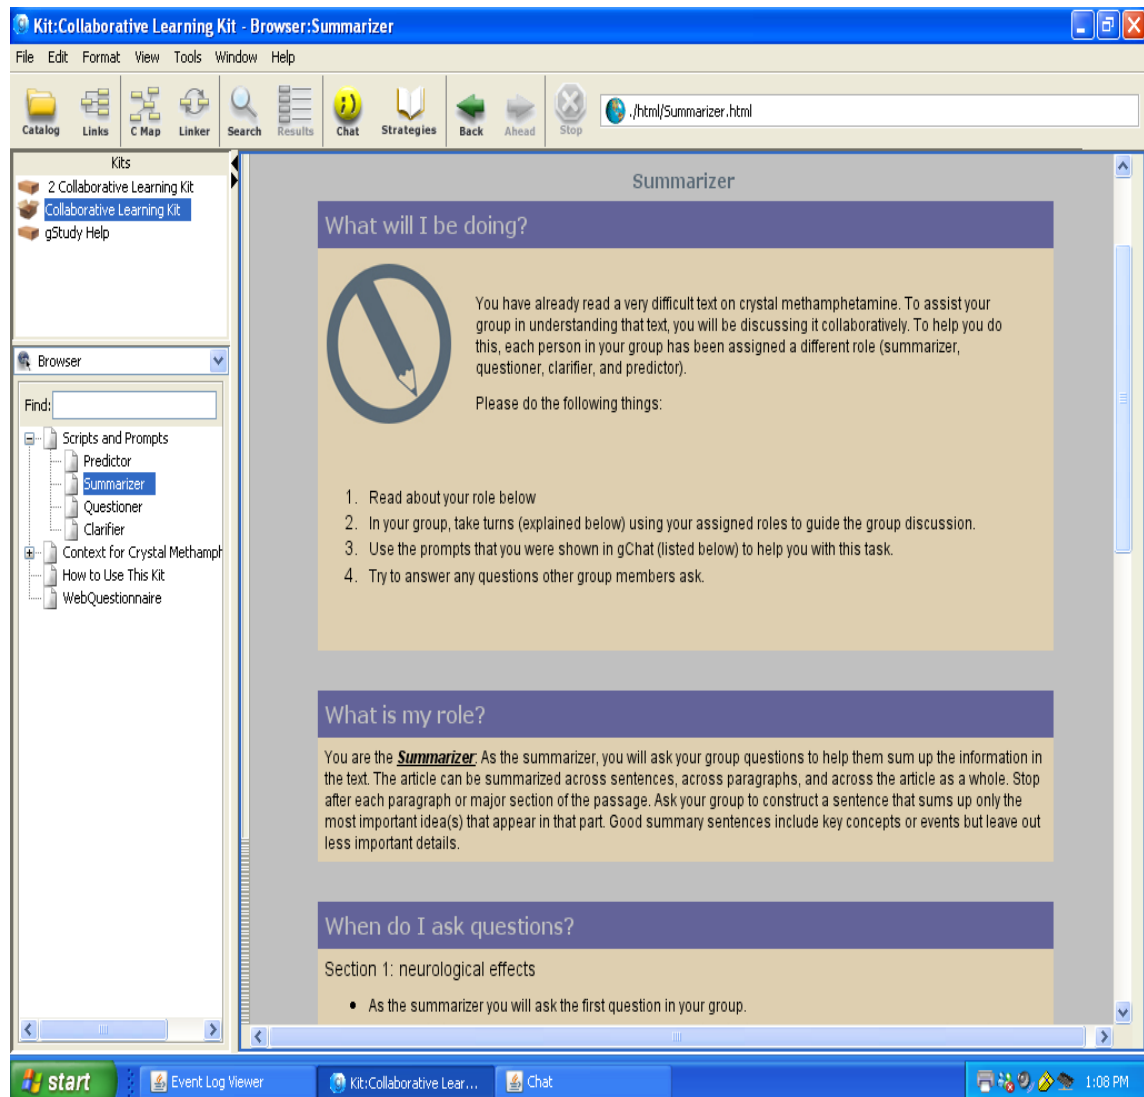 Kit:Collaborative Learning Kit - Browser:Summarizer
File Edit Format View Tools Window Help
Catalog Links C Map Linker Search Results Chat Strategies Back Ahead Stop ./html/Summarizer.html
Kits
2 Collaborative Learning Kit
Collaborative Learning Kit
gStudy Help
Browser
Find:
Scripts and Prompts
Predictor
Summarizer
Questioner
Clarifier
Context for Crystal Methamph
How to Use This Kit
WebQuestionnaire
Summarizer
What will I be doing?
You have already read a very difficult text on crystal methamphetamine. To assist your
group in understanding that text, you will be discussing it collaboratively. To help you do
this, each person in your group has been assigned a different role (summarizer,
questioner, clarifier, and predictor).
Please do the following things:
1. Read about your role below
2. In your group, take turns (explained below) using your assigned roles to guide the group discussion.
3. Use the prompts that you were shown in gChat (listed below) to help you with this task.
4. Try to answer any questions other group members ask.
What is my role?
You are the Summarizer. As the summarizer, you will ask your group questions to help them sum up the information in
the text. The article can be summarized across sentences, across paragraphs, and across the article as a whole. Stop
after each paragraph or major section of the passage. Ask your group to construct a sentence that sums up only the
most important idea(s) that appear in that part. Good summary sentences include key concepts or events but leave out
less important details.
When do I ask questions?
Section 1: neurological effects
• As the summarizer you will ask the first question in your group.
start Event Log Viewer Kit:Collaborative Lear... Chat 1:08 PM